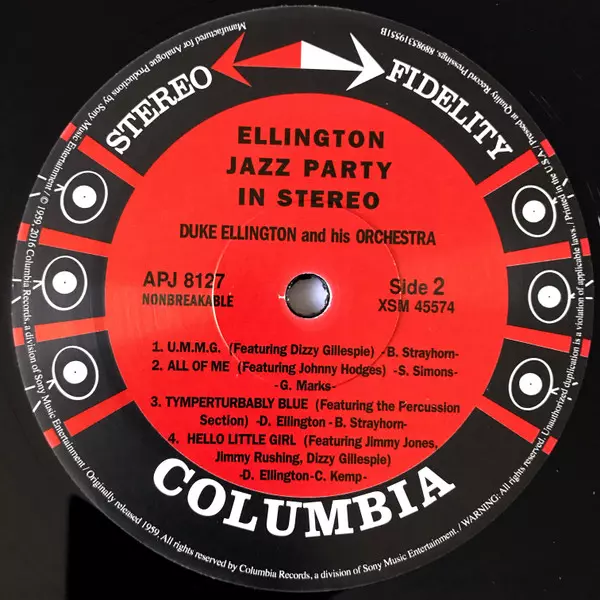 STEREO FIDELITY
ELLINGTON
JAZZ PARTY
IN STEREO
DUKE ELLINGTON and his ORCHESTRA
APJ 8127
NONBREAKABLE
Side 2
XSM 45574
1. U.M.M.G. (Featuring Dizzy Gillespie) -B. Strayhorn-
2. ALL OF ME (Featuring Johnny Hodges) -S. Simons-
-G. Marks-
3. TYMPERTURBABLY BLUE (Featuring the Percussion
Section) -D. Ellington -B. Strayhorn-
4. HELLO LITTLE GIRL (Featuring Jimmy Jones,
Jimmy Rushing, Dizzy Gillespie)
-D. Ellington-C. Kemp-
COLUMBIA
Manufactured for Analogue Productions by Sony Music Entertainment / © 1959, 2016 Columbia Records, a division of Sony Music Entertainment / Originally released 1959. All rights reserved by Columbia Records, a division of Sony Music Entertainment. / WARNING: All rights reserved. Unauthorized duplication is a violation of applicable laws. / Printed in the U.S.A. / Pressed at Quality Record Pressings. 88985319551B